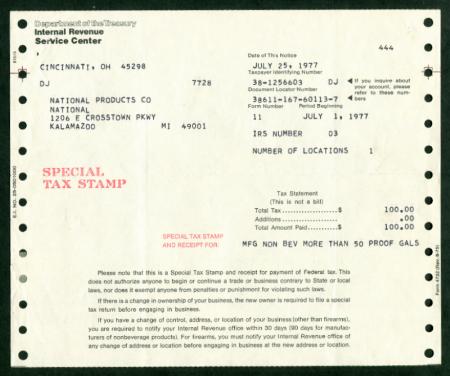 Department of the Treasury
Internal Revenue
Service Center
444
Date of This Notice
CINCINNATI, OH 45298
JULY 25, 1977
Taxpayer Identifying Number
DJ 7728
38-1256603 DJ
If you inquire about
your account, please
refer to these num-
bers
Document Locator Number
38611-167-60113-7
NATIONAL PRODUCTS CO
NATIONAL
1206 E CROSSTOWN PKWY
KALAMAZOO MI 49001
Form Number Period Beginning
11 JULY 1, 1977
IRS NUMBER 03
NUMBER OF LOCATIONS 1
SPECIAL
TAX STAMP
Tax Statement
(This is not a bill)
Total Tax $ 100.00
Additions .00
Total Amount Paid $ 100.00
SPECIAL TAX STAMP
AND RECEIPT FOR:
MFG NON BEV MORE THAN 50 PROOF GALS
Please note that this is a Special Tax Stamp and receipt for payment of Federal tax. This
does not authorize anyone to begin or continue a trade or business contrary to State or local
laws, nor does it exempt anyone from penalties or punishment for violating such laws.
If there is a change in ownership of your business, the new owner is required to file a special
tax return before engaging in business.
If you have a change of control, address, or location of your business (other than firearms),
you are required to notify your Internal Revenue office within 30 days (90 days for manufac-
turers of nonbeverage products). For firearms, you must notify your Internal Revenue office
of any change of address or location before engaging in business at the new address or location.